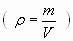 ( ρ = m/V )